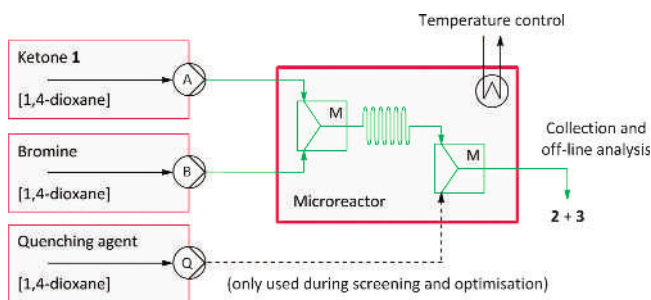 Temperature control
Ketone 1
A
[1,4-dioxane]
M
Bromine
B
[1,4-dioxane]
M
Collection and
off-line analysis
Microreactor
2 + 3
Quenching agent
Q
[1,4-dioxane]
(only used during screening and optimisation)